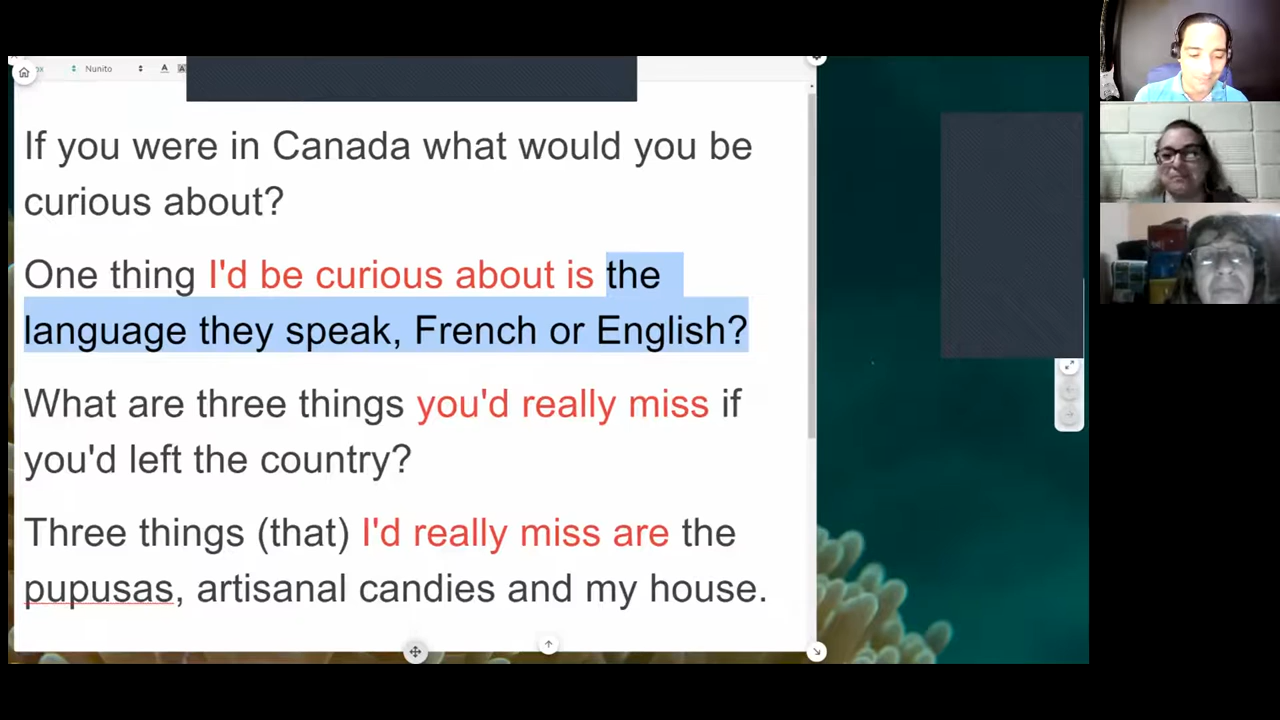 Nunito
If you were in Canada what would you be
curious about?
One thing I'd be curious about is the
language they speak, French or English?
What are three things you'd really miss if
you'd left the country?
Three things (that) I'd really miss are the
pupusas, artisanal candies and my house.